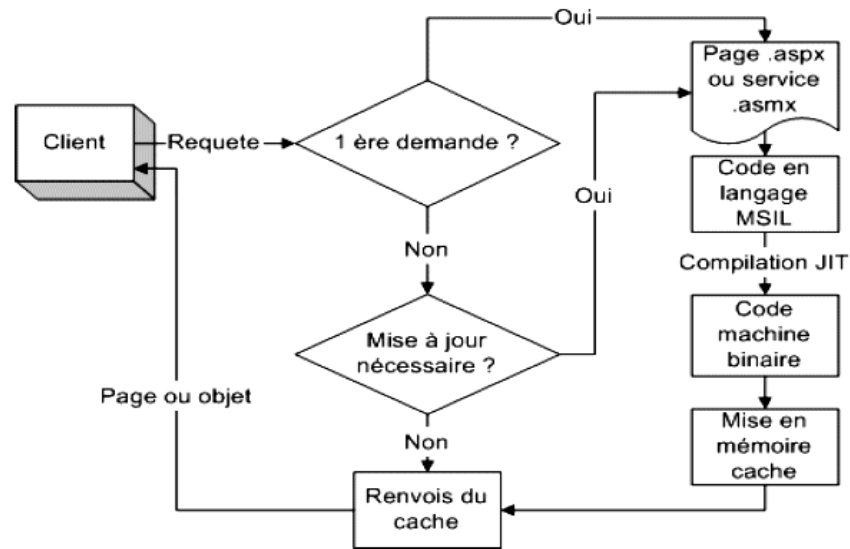 Oui
Page .aspx
ou service
.asmx
Client
Requete
1 ère demande ?
Code en
langage
MSIL
Oui
Non
Compilation JIT
Mise à jour
nécessaire ?
Code
machine
binaire
Page ou objet
Non
Mise en
mémoire
cache
Renvois du
cache